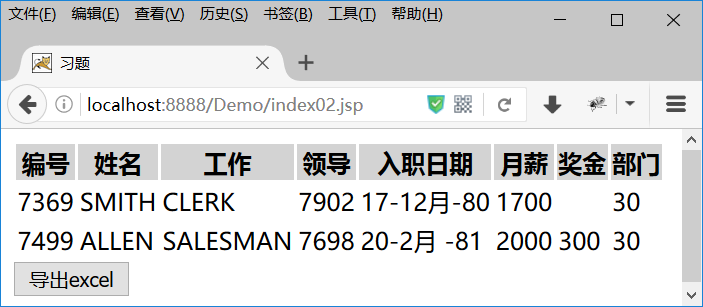 文件(F) 编辑(E) 查看(V) 历史(S) 书签(B) 工具(T) 帮助(H)
习题
localhost:8888/Demo/index02.jsp
编号 姓名 工作 领导 入职日期 月薪 奖金 部门
7369 SMITH CLERK 7902 17-12月-80 1700 30
7499 ALLEN SALESMAN 7698 20-2月 -81 2000 300 30
导出excel